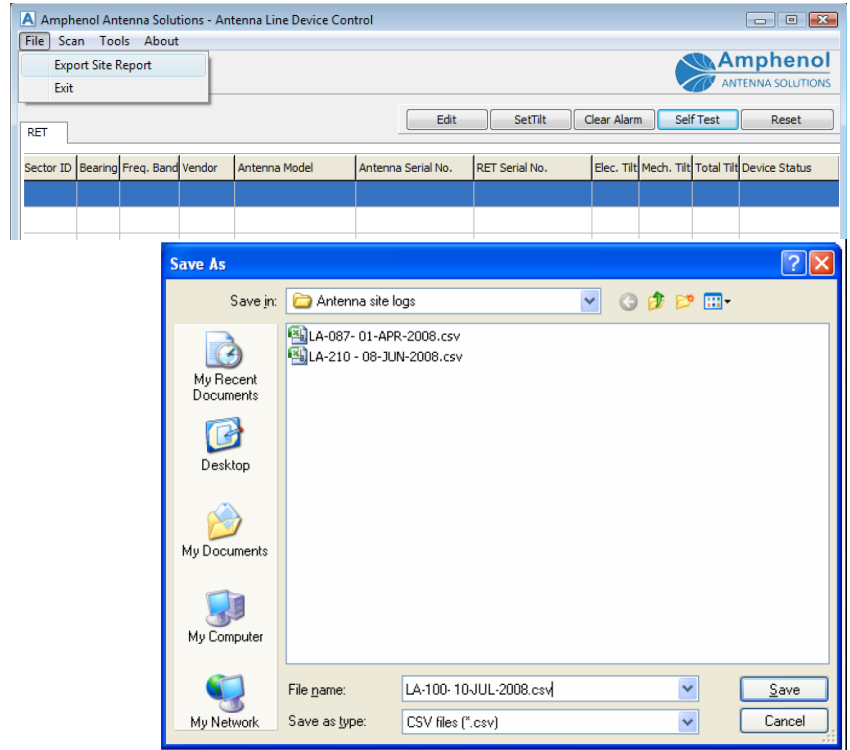 Amphenol Antenna Solutions - Antenna Line Device Control
File Scan Tools About
Export Site Report
Exit
Amphenol
ANTENNA SOLUTIONS
Edit SetTilt Clear Alarm Self Test Reset
RET
Sector ID Bearing Freq. Band Vendor Antenna Model Antenna Serial No. RET Serial No. Elec. Tilt Mech. Tilt Total Tilt Device Status
Save As
Save in: Antenna site logs
LA-087- 01-APR-2008.csv
LA-210 - 08-JUN-2008.csv
My Recent
Documents
Desktop
My Documents
My Computer
My Network
File name: LA-100- 10-JUL-2008.csv Save
Save as type: CSV files (*.csv) Cancel